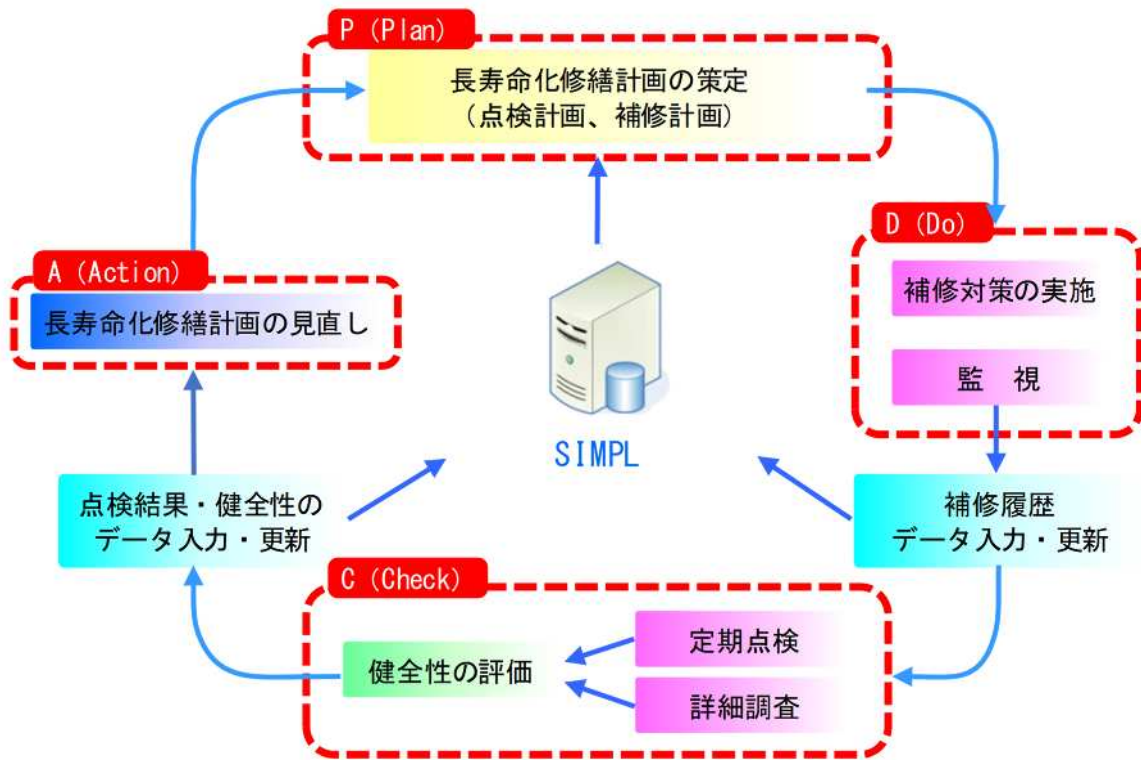 P (Plan)
長寿命化修繕計画の策定
（点検計画、補修計画）
D (Do)
補修対策の実施
監　視
A (Action)
長寿命化修繕計画の見直し
SIMPL
点検結果・健全性の
データ入力・更新
補修履歴
データ入力・更新
C (Check)
定期点検
健全性の評価
詳細調査